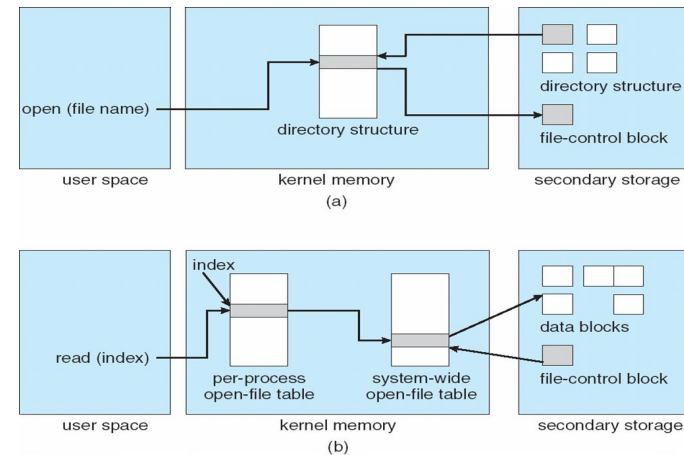 open (file name)
directory structure
directory structure
file-control block
user space
kernel memory
secondary storage
(a)
index
read (index)
per-process
open-file table
system-wide
open-file table
data blocks
file-control block
user space
kernel memory
secondary storage
(b)